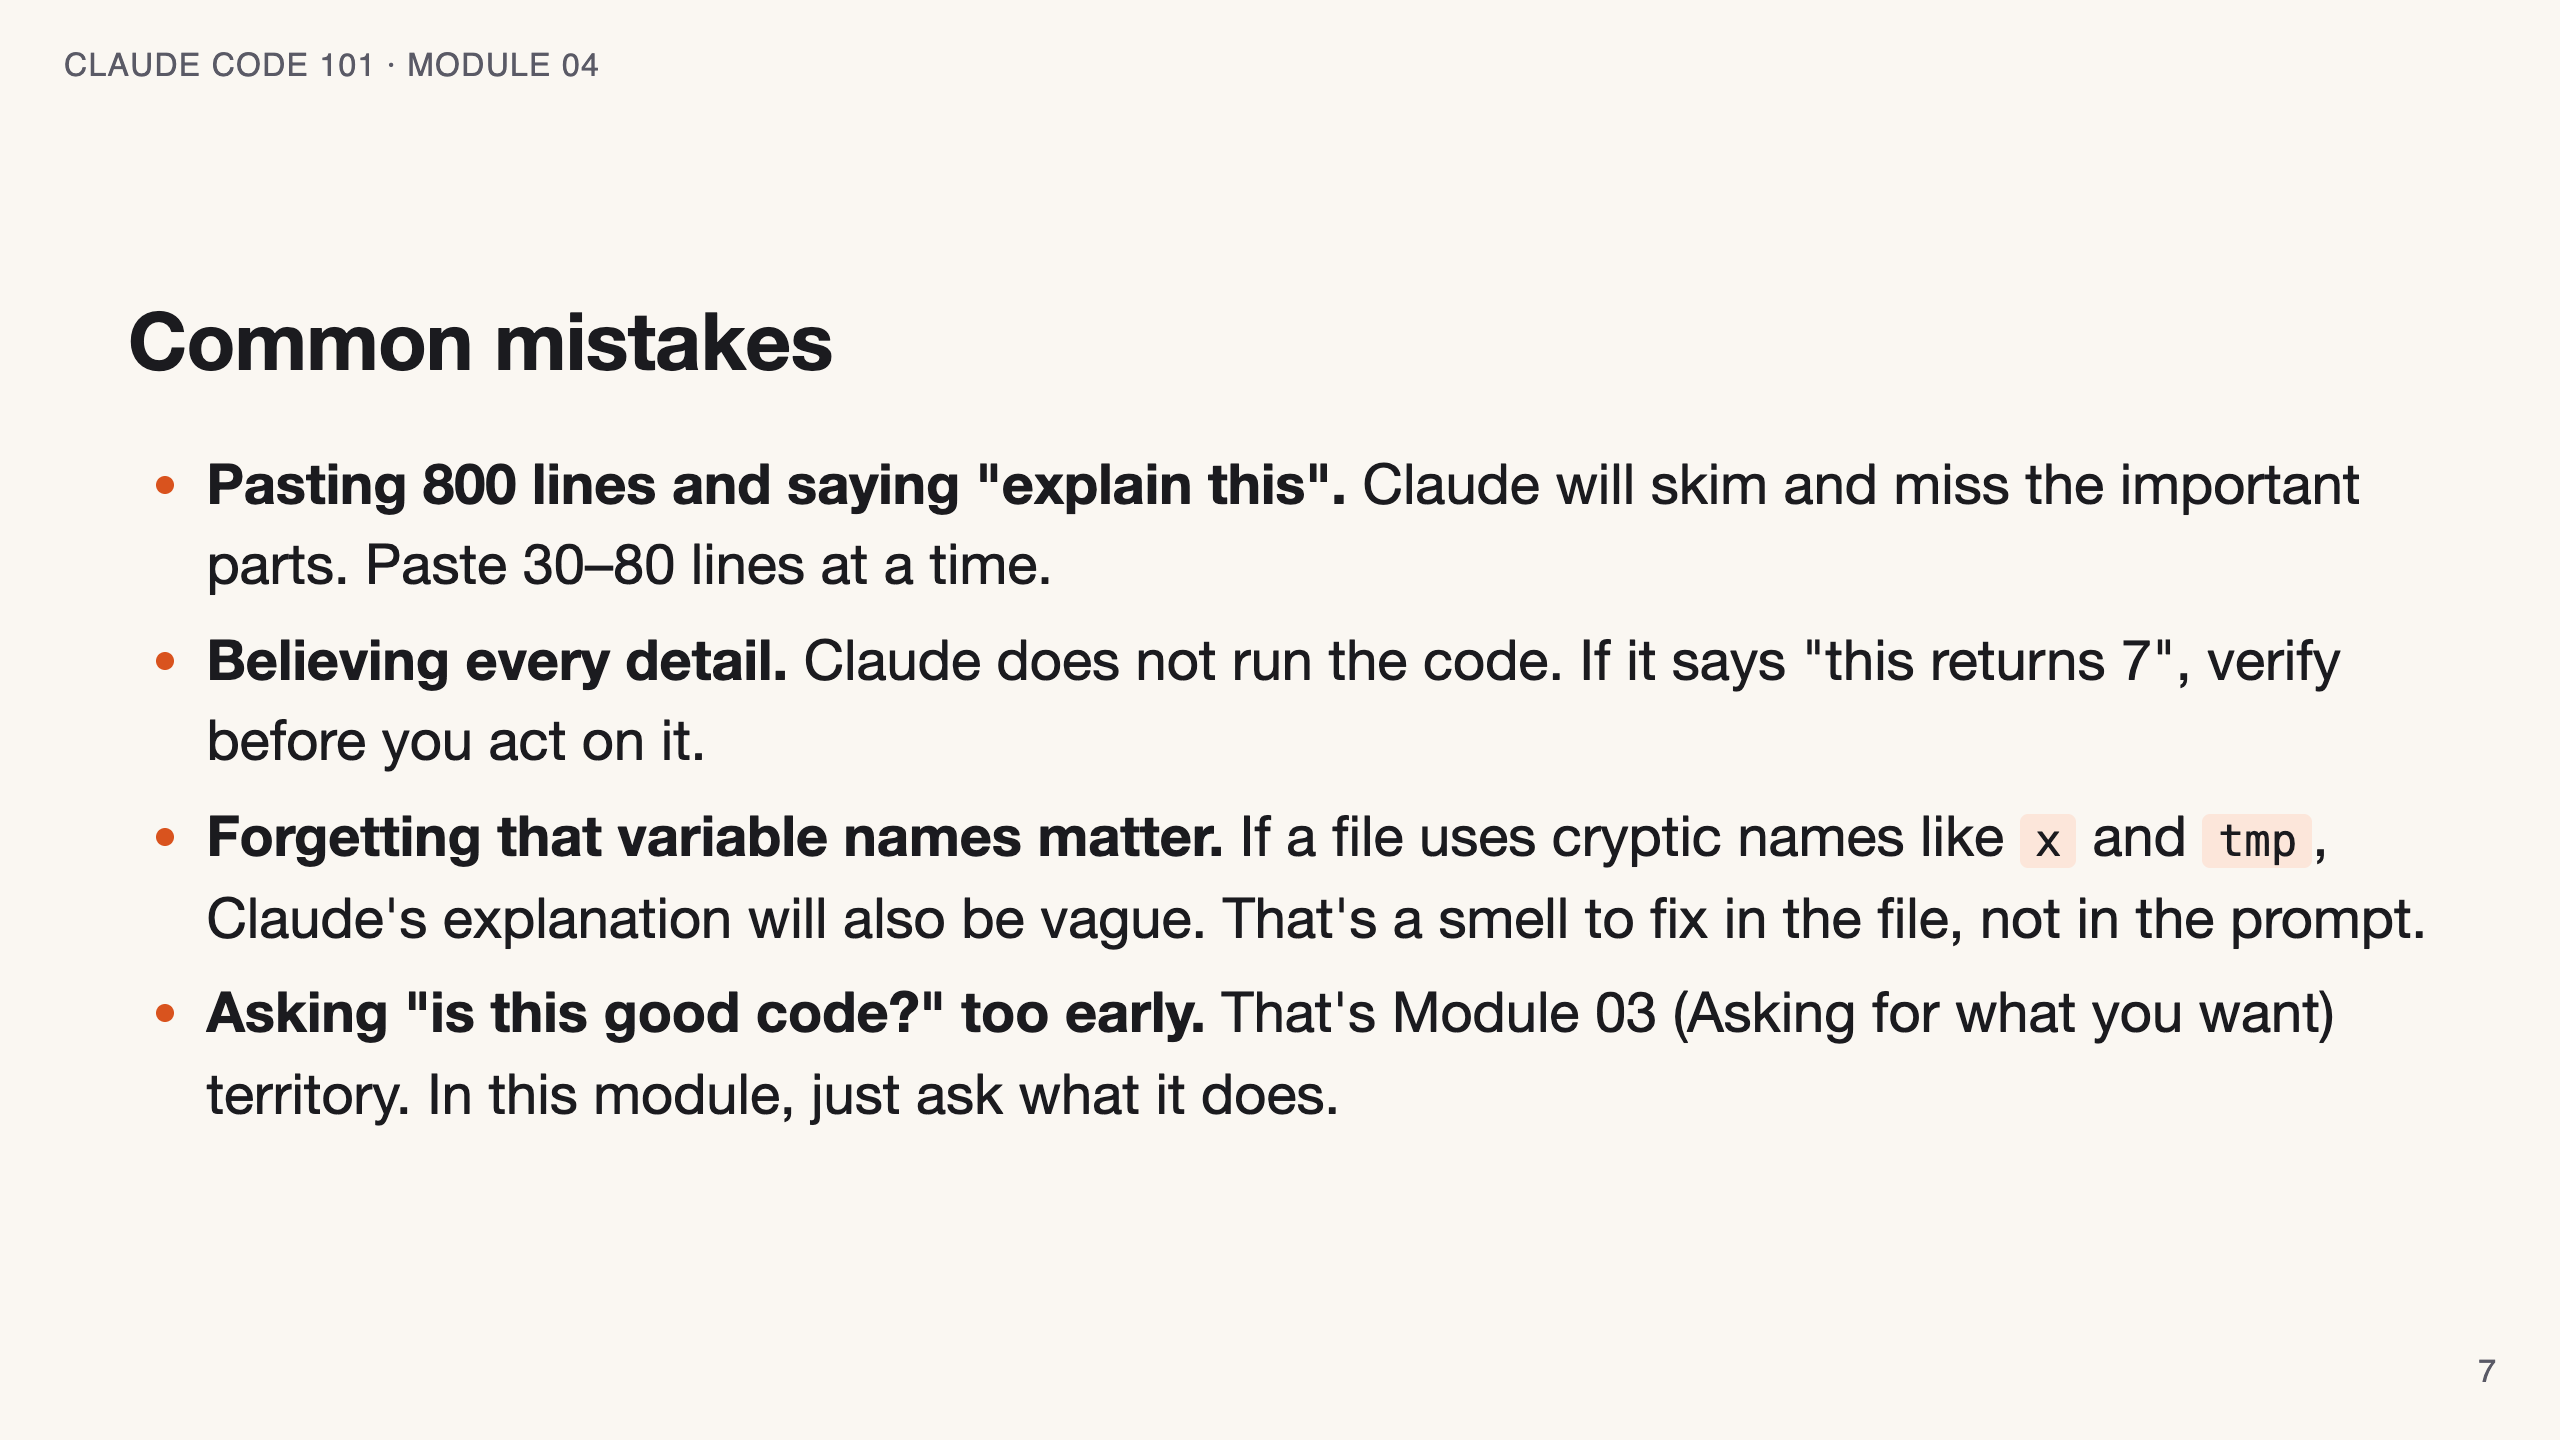 CLAUDE CODE 101 · MODULE 04
Common mistakes
• Pasting 800 lines and saying "explain this". Claude will skim and miss the important
parts. Paste 30–80 lines at a time.
• Believing every detail. Claude does not run the code. If it says "this returns 7", verify
before you act on it.
• Forgetting that variable names matter. If a file uses cryptic names like x and tmp,
Claude's explanation will also be vague. That's a smell to fix in the file, not in the prompt.
• Asking "is this good code?" too early. That's Module 03 (Asking for what you want)
territory. In this module, just ask what it does.
7